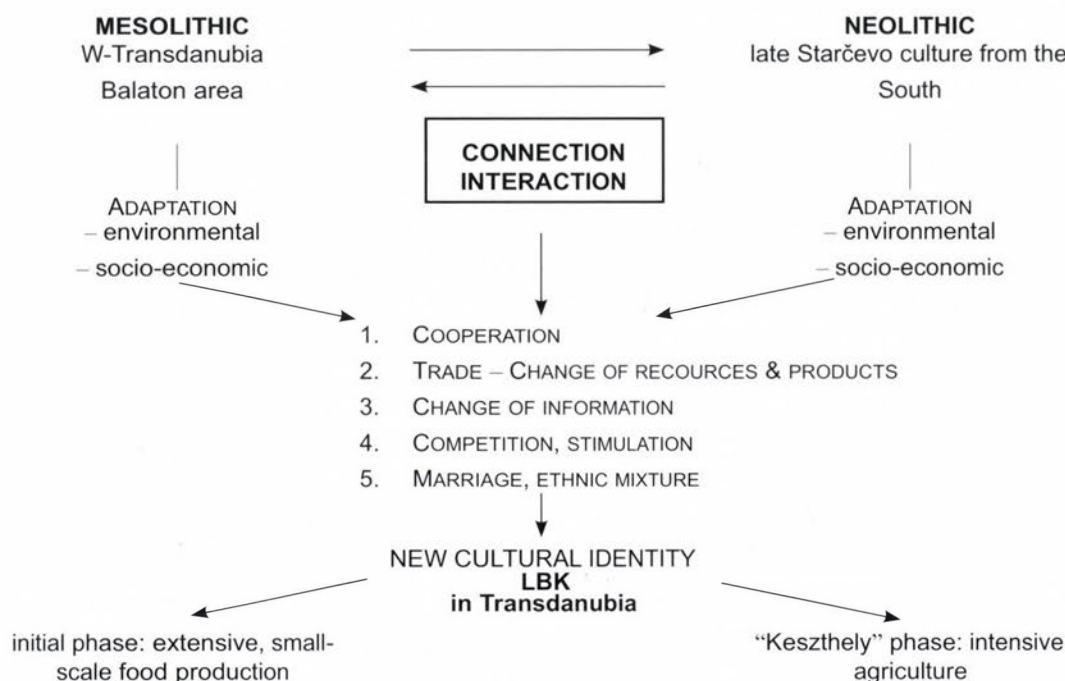 MESOLITHIC
W-Transdanubia
Balaton area
NEOLITHIC
late Starčevo culture from the
South
CONNECTION
INTERACTION
ADAPTATION
– environmental
– socio-economic
ADAPTATION
– environmental
– socio-economic
1. COOPERATION
2. TRADE – CHANGE OF RECOURCES & PRODUCTS
3. CHANGE OF INFORMATION
4. COMPETITION, STIMULATION
5. MARRIAGE, ETHNIC MIXTURE
NEW CULTURAL IDENTITY
LBK
in Transdanubia
initial phase: extensive, small-
scale food production
“Keszthely” phase: intensive
agriculture